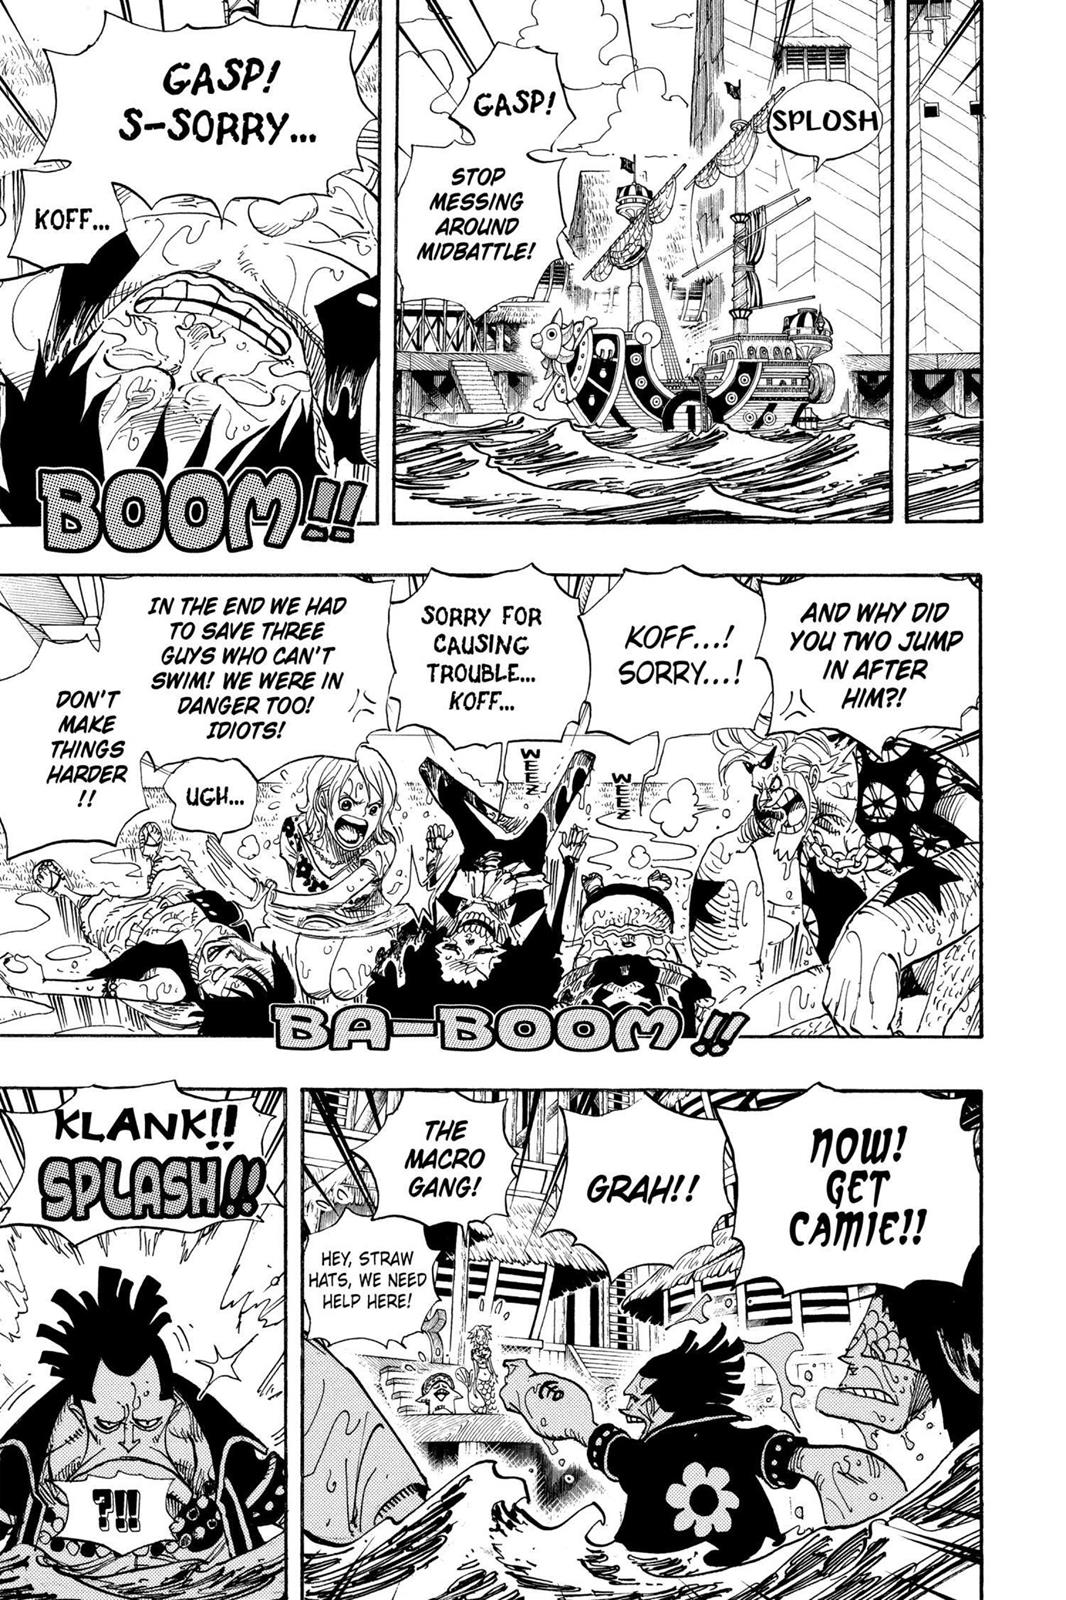 SPLOSH
GASP!
STOP
MESSING
AROUND
MIDBATTLE!
GASP!
S-SORRY...
KOFF...
BOOM!!
AND WHY DID
YOU TWO JUMP
IN AFTER
HIM?!
KOFF...!
SORRY...!
SORRY FOR
CAUSING
TROUBLE...
KOFF...
WEEZ
WEEZ
IN THE END WE HAD
TO SAVE THREE
GUYS WHO CAN'T
SWIM! WE WERE IN
DANGER TOO!
IDIOTS!
UGH...
DON'T
MAKE
THINGS
HARDER
!!
BA-BOOM!!
NOW!
GET
CAMIE!!
GRAH!!
THE
MACRO
GANG!
HEY, STRAW
HATS, WE NEED
HELP HERE!
KLANK!!
SPLASH!!
?!!